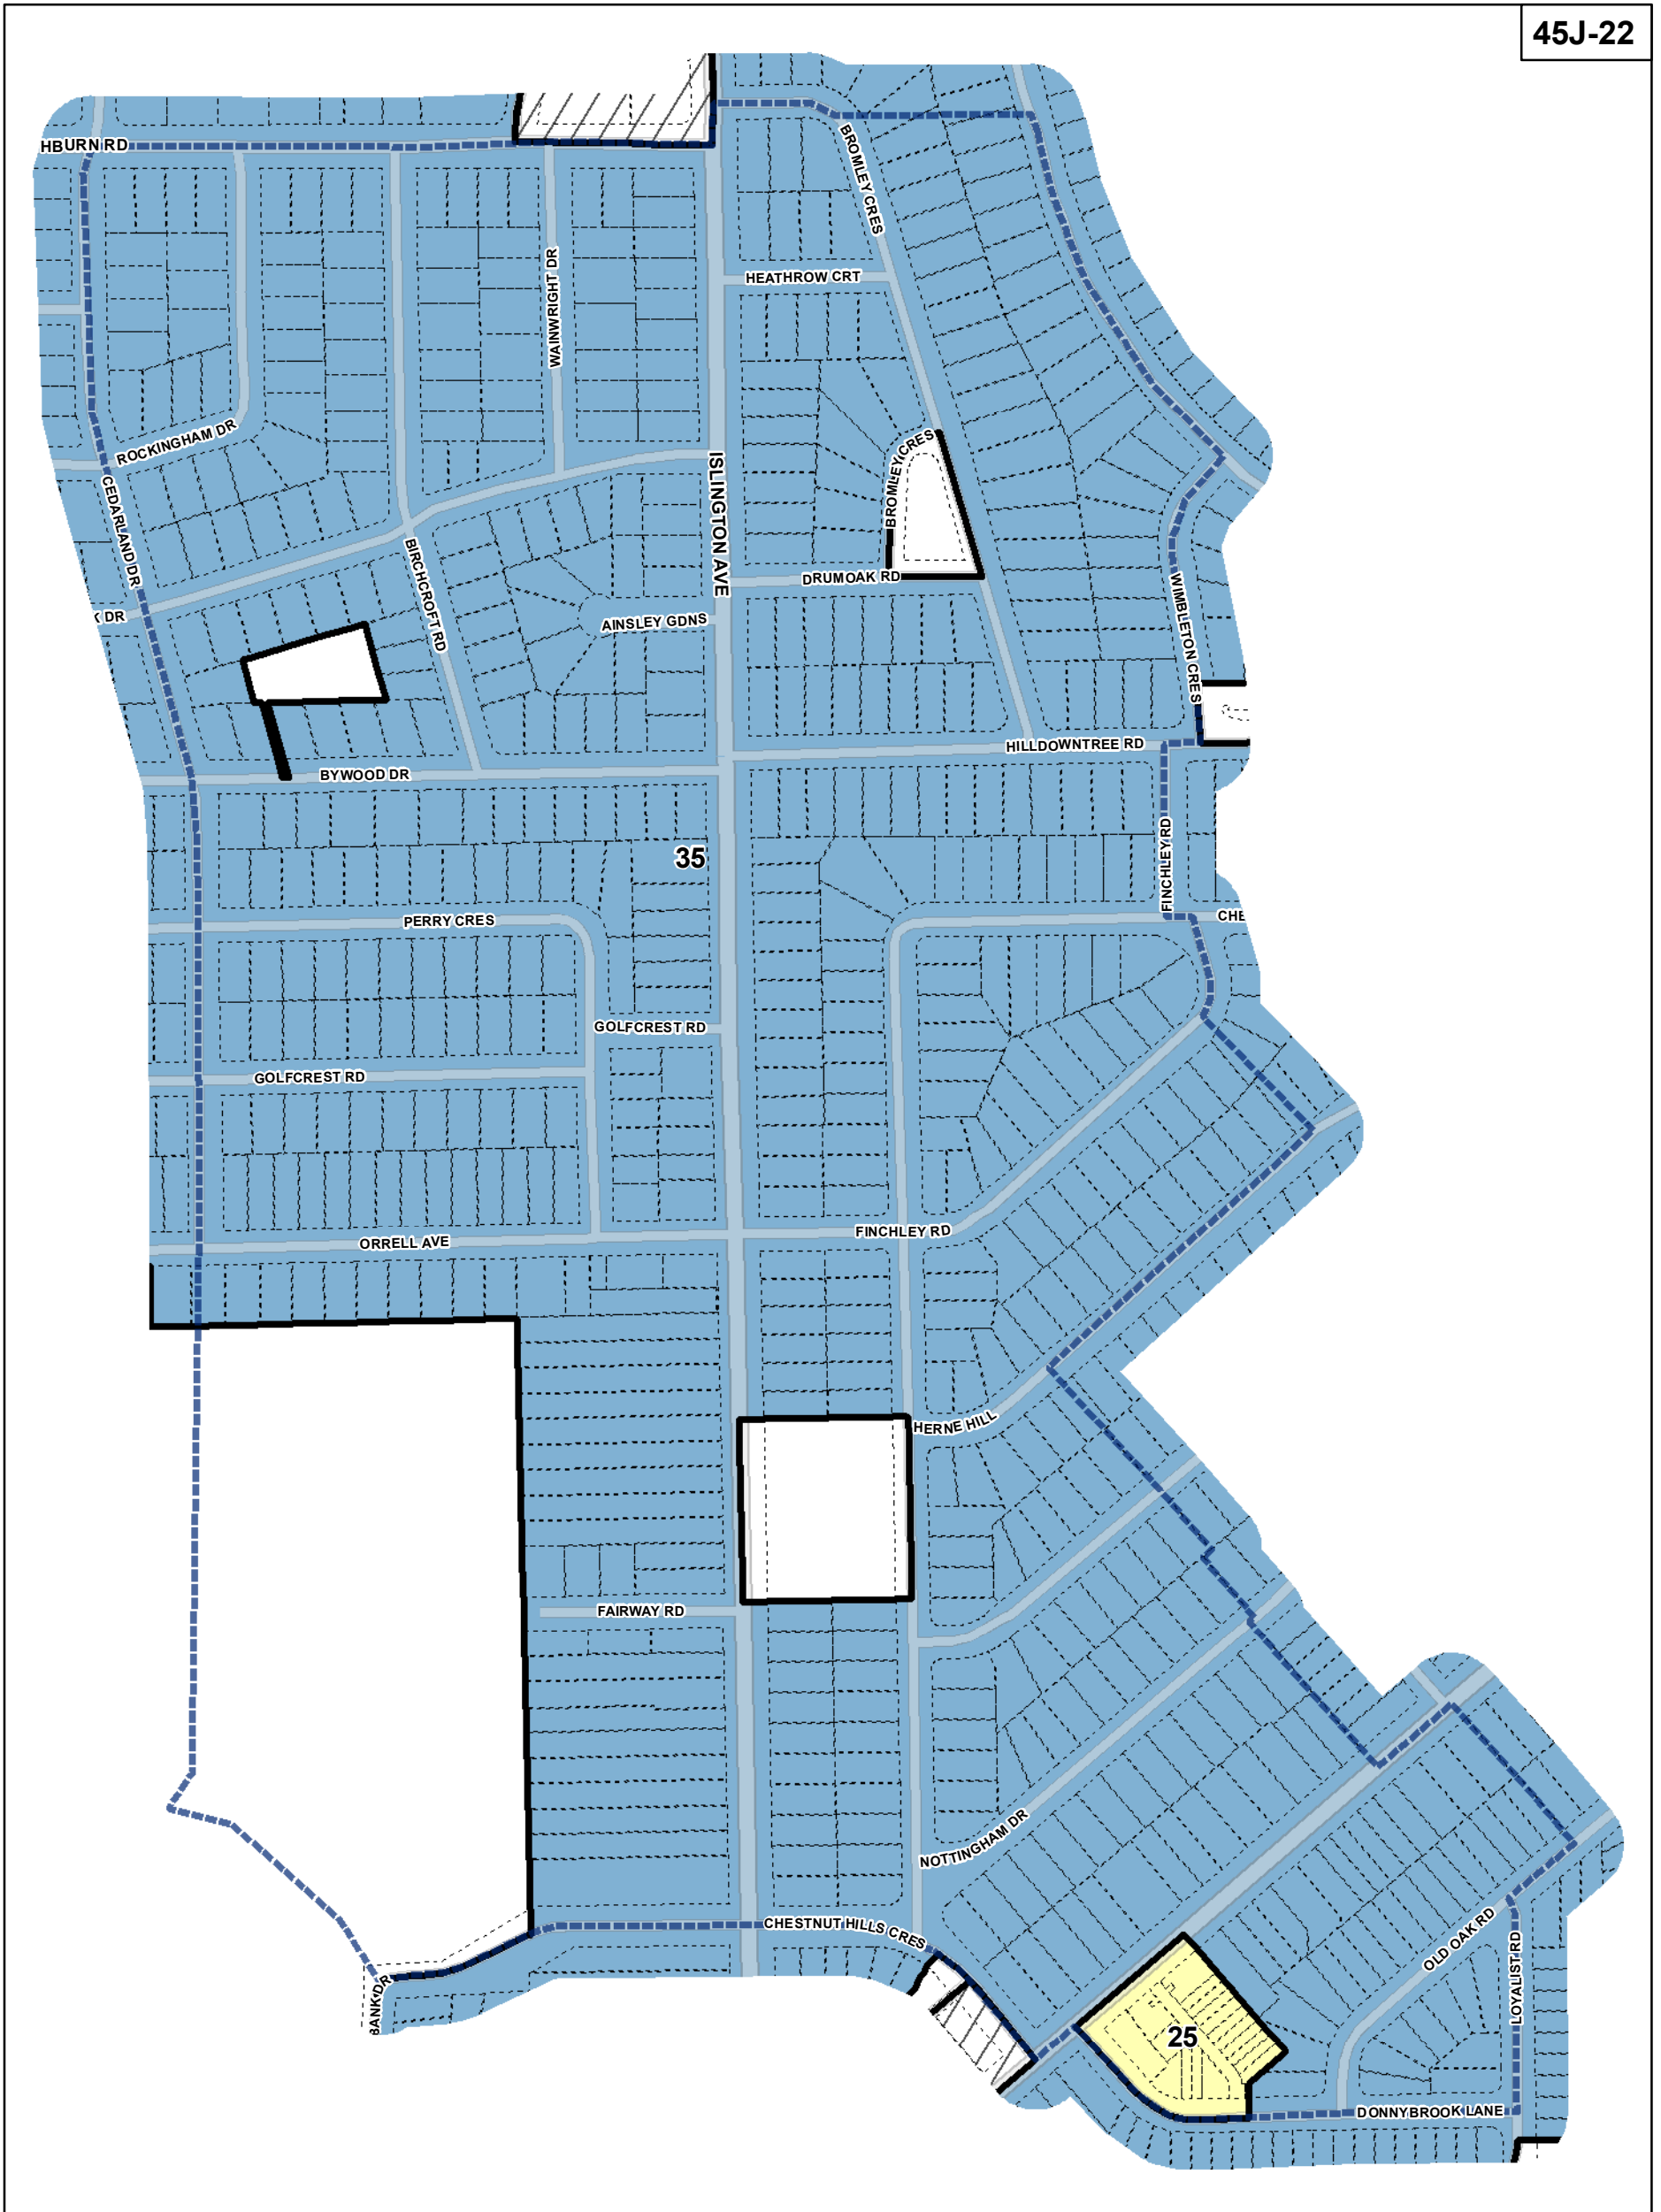 45J-22
HBURN RD
BROMLEY CRES
HEATHROW CRT
WAINWRIGHT DR
ROCKINGHAM DR
BROMLEY CRES
ISLINGTON AVE
CEDARLAND DR
BIRCHCROFT RD
DRUMOAK RD
WIMBLETON CRES
K DR
AINSLEY GDNS
HILLDOWNTREE RD
BYWOOD DR
35
FINCHLEY RD
PERRY CRES
CHE
GOLFCREST RD
GOLFCREST RD
FINCHLEY RD
ORRELL AVE
HERNE HILL
FAIRWAY RD
NOTTINGHAM DR
CHESTNUT HILLS CRES
OLD OAK RD
LOYALIST RD
BANK DR
25
DONNYBROOK LANE